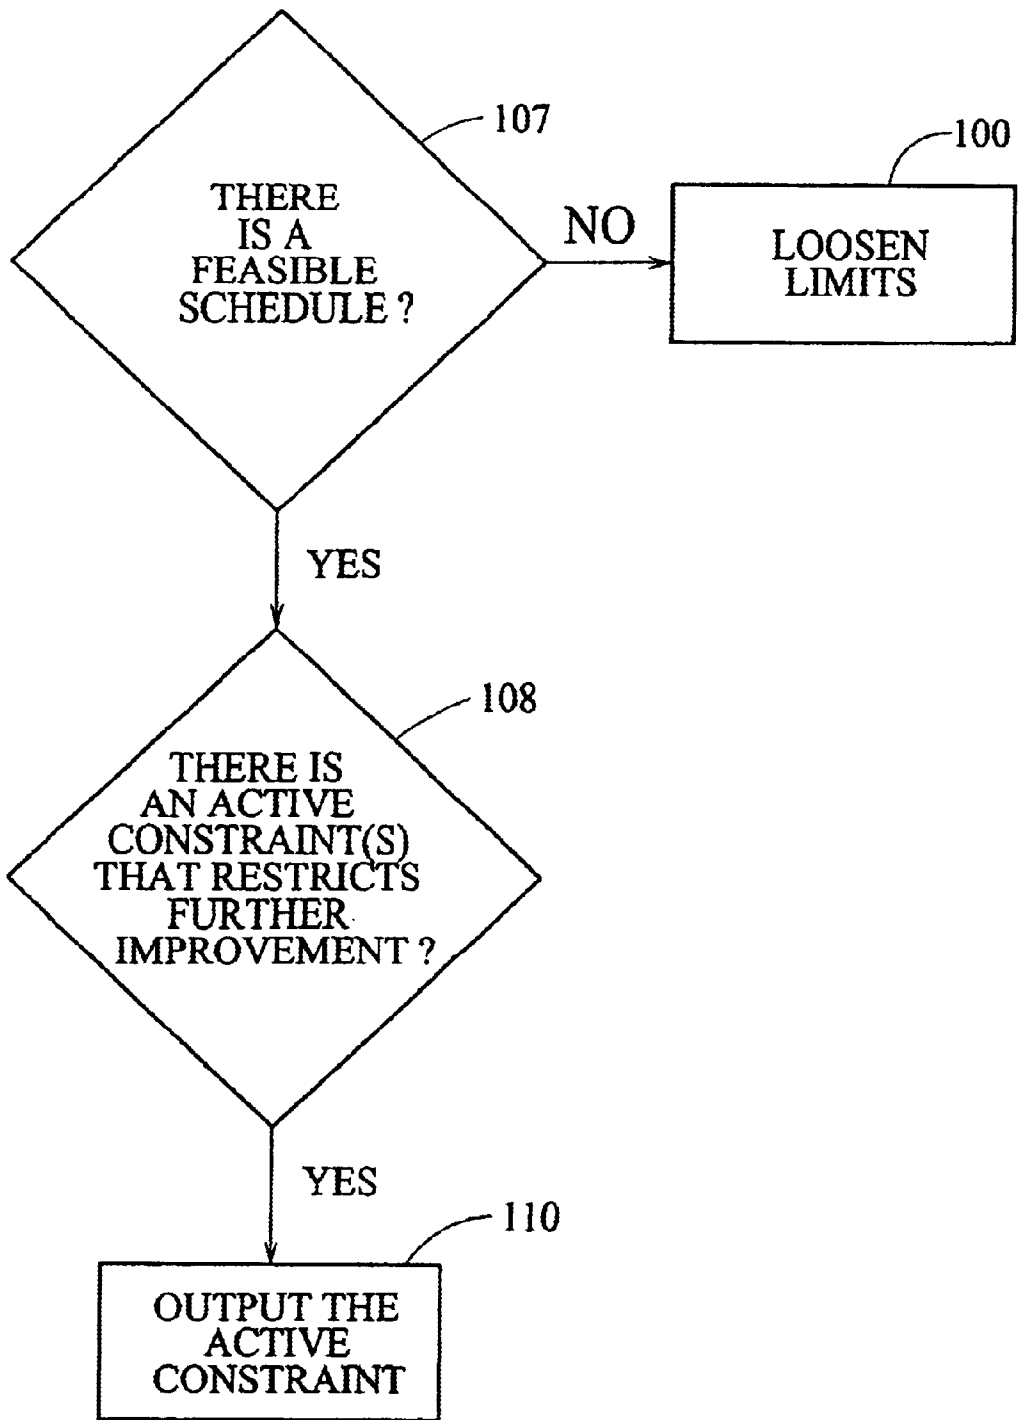 107
100
THERE
IS A
FEASIBLE
SCHEDULE ?
NO
LOOSEN
LIMITS
YES
108
THERE IS
AN ACTIVE
CONSTRAINT(S)
THAT RESTRICTS
FURTHER
IMPROVEMENT ?
YES
110
OUTPUT THE
ACTIVE
CONSTRAINT